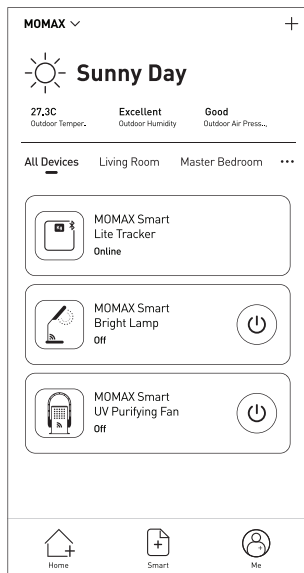 MOMAX
Sunny Day
27.3C Excellent Good
Outdoor Temper.. Outdoor Humidity Outdoor Air Press...
All Devices Living Room Master Bedroom
MOMAX Smart
Lite Tracker
Online
MOMAX Smart
Bright Lamp
Off
MOMAX Smart
UV Purifying Fan
Off
Home Smart Me